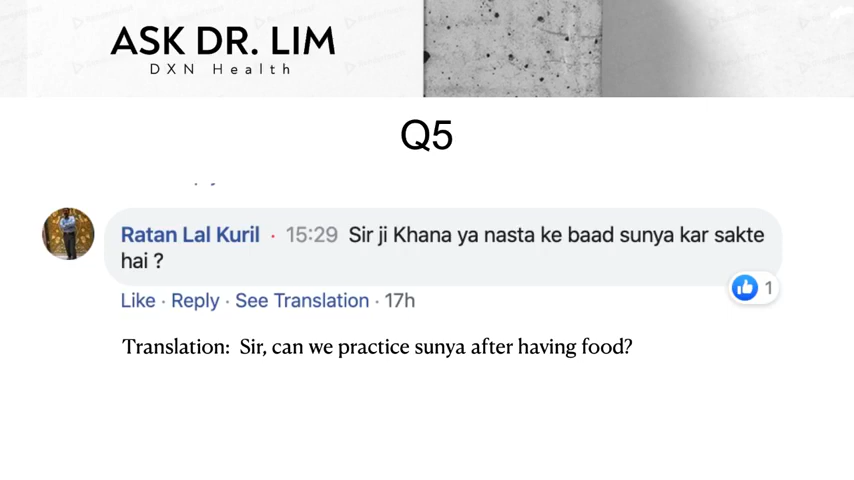 ASK DR. LIM
DXN Health
Q5
Ratan Lal Kuril · 15:29 Sir ji Khana ya nasta ke baad sunya kar sakte
hai ?
1
Like · Reply · See Translation · 17h
Translation: Sir, can we practice sunya after having food?